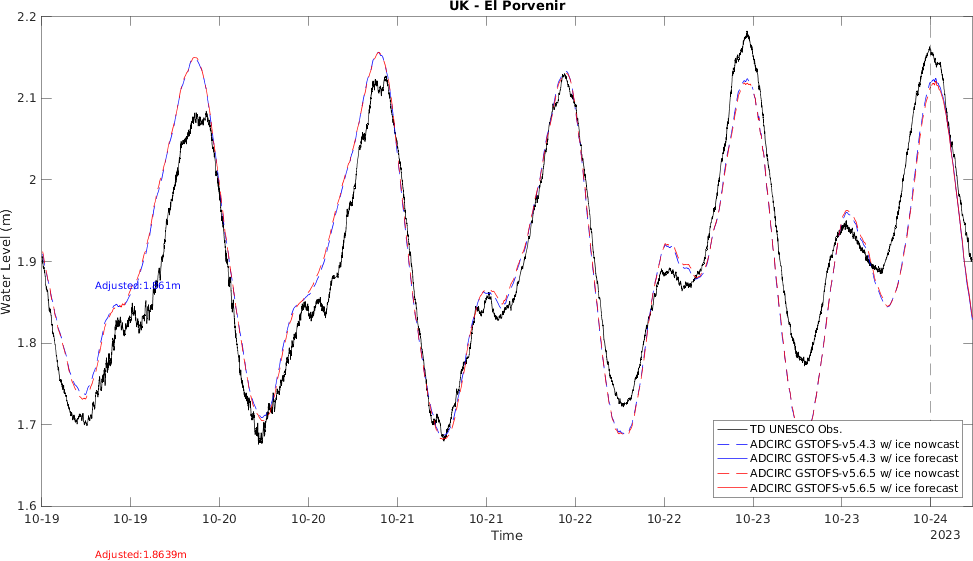 UK - El Porvenir
2.2
2.1
2
1.9
1.8
1.7
1.6
Water Level (m)
Adjusted:1.861m
TD UNESCO Obs.
ADCIRC GSTOFS-v5.4.3 w/ ice nowcast
ADCIRC GSTOFS-v5.4.3 w/ ice forecast
ADCIRC GSTOFS-v5.6.5 w/ ice nowcast
ADCIRC GSTOFS-v5.6.5 w/ ice forecast
10-19 10-19 10-20 10-20 10-21 10-21 10-22 10-22 10-23 10-23 10-24
Time
2023
Adjusted:1.8639m